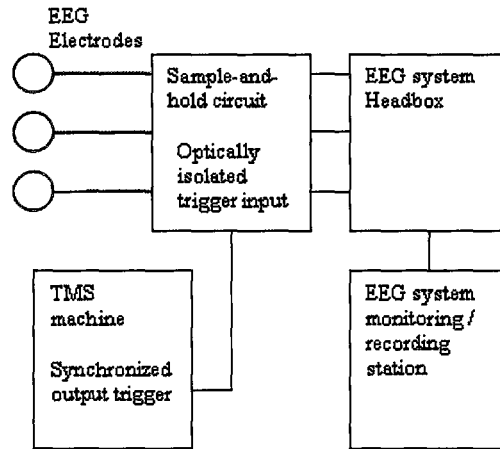 EEG
Electrodes
Sample-and-
hold circuit
Optically
isolated
trigger input
EEG system
Headbox
TMS
machine
Synchronized
output trigger
EEG system
monitoring /
recording
station